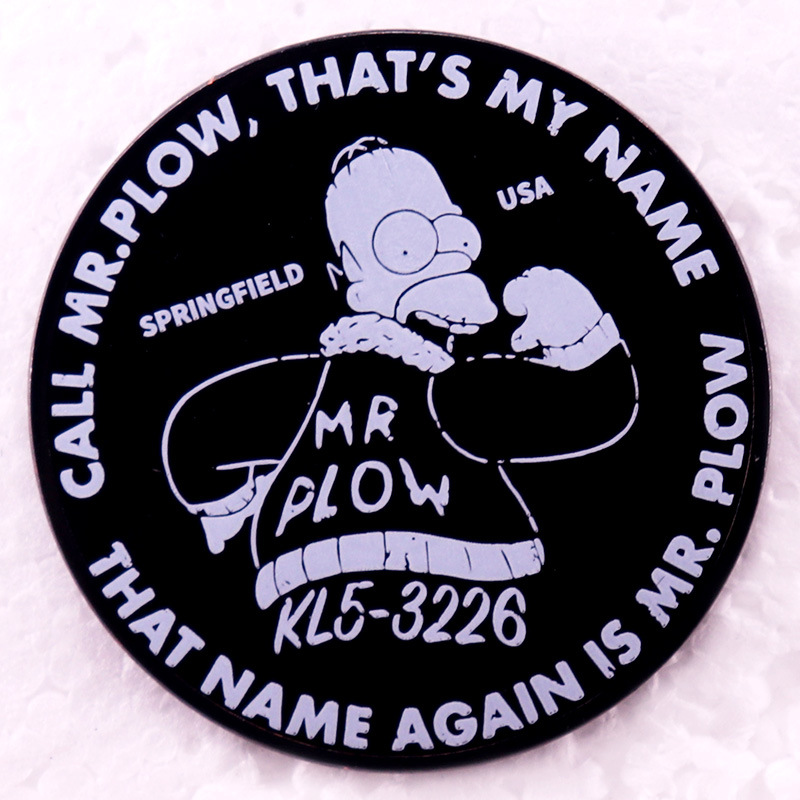 CALL MR.PLOW, THAT'S MY NAME
THAT NAME AGAIN IS MR. PLOW
USA
SPRINGFIELD
MR
PLOW
KL5-3226